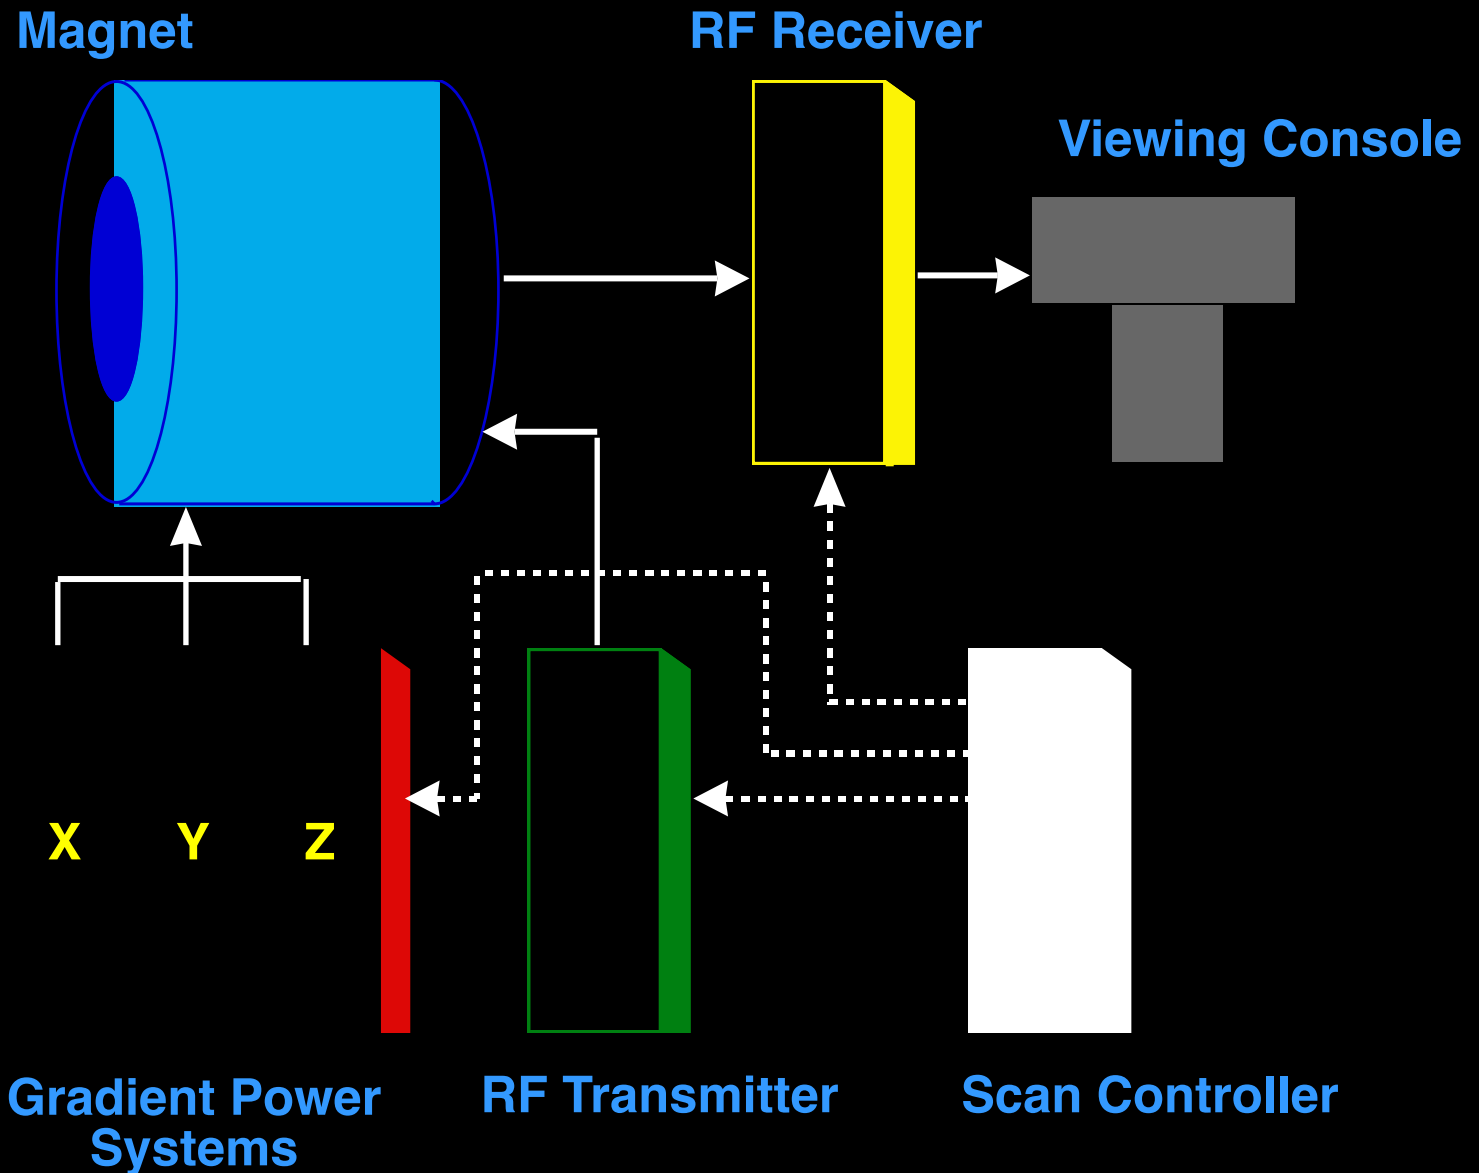 Magnet
RF Receiver
Viewing Console
X Y Z
Gradient Power
Systems
RF Transmitter
Scan Controller